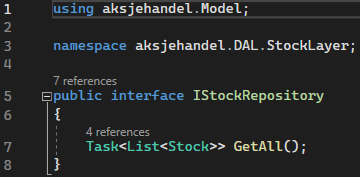 1 using aksjehandel.Model;
2
3 namespace aksjehandel.DAL.StockLayer;
4
7 references
5 public interface IStockRepository
6 {
4 references
7 Task<List<Stock>> GetAll();
8 }